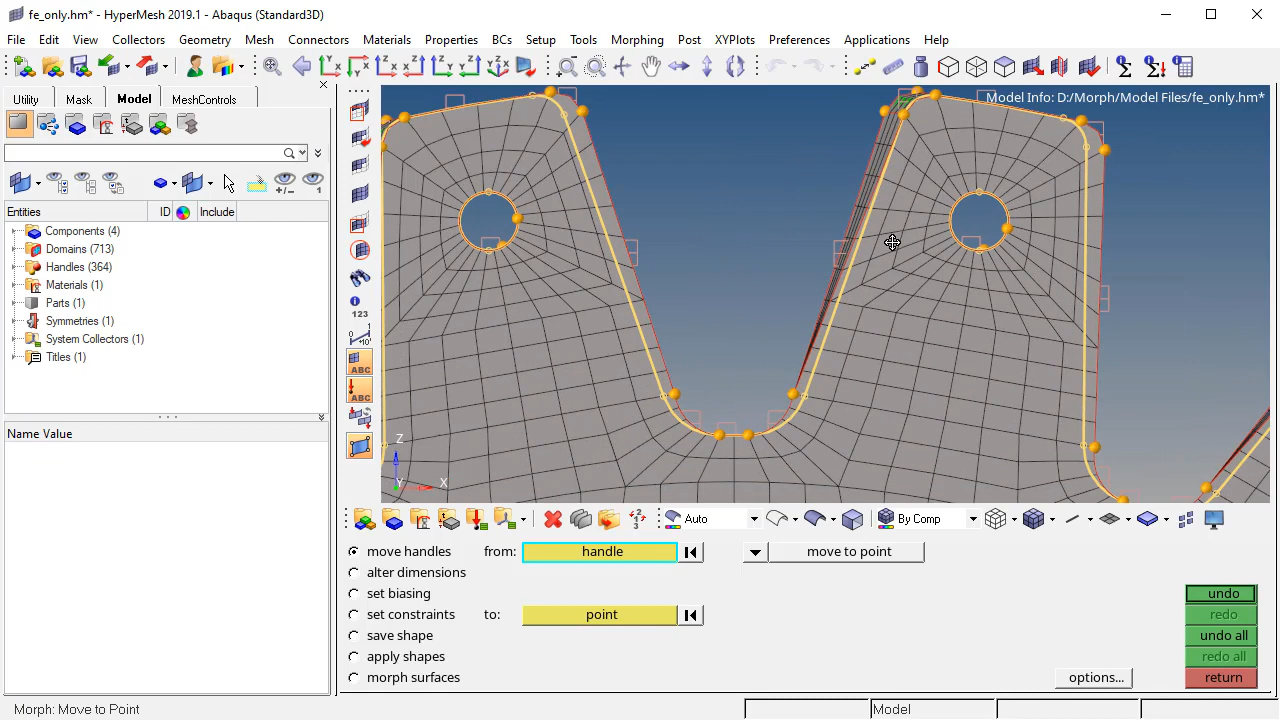 fe_only.hm* - HyperMesh 2019.1 - Abaqus (Standard3D)
File Edit View Collectors Geometry Mesh Connectors Materials Properties BCs Setup Tools Morphing Post XYPlots Preferences Applications Help
Utility Mask Model MeshControls
Model Info: D:/Morph/Model Files/fe_only.hm*
Entities ID Include
Components (4)
Domains (713)
Handles (364)
Materials (1)
Parts (1)
Symmetries (1)
System Collectors (1)
Titles (1)
Name Value
123
ABC
ABC
Z
Y X
Auto By Comp
move handles from: handle move to point
alter dimensions
set biasing undo
set constraints to: point redo
save shape undo all
apply shapes redo all
morph surfaces options... return
Morph: Move to Point Model